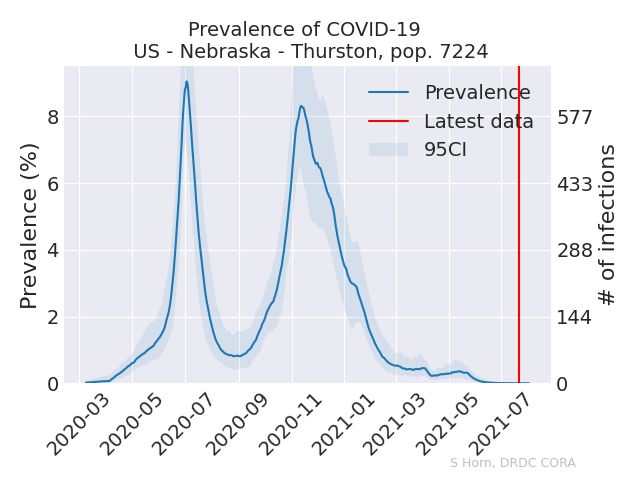 Prevalence of COVID-19
US - Nebraska - Thurston, pop. 7224
Prevalence
Latest data
95CI
Prevalence (%)
8
6
4
2
0
577
433
288
144
0
# of infections
2020-03
2020-05
2020-07
2020-09
2020-11
2021-01
2021-03
2021-05
2021-07
S Horn, DRDC CORA